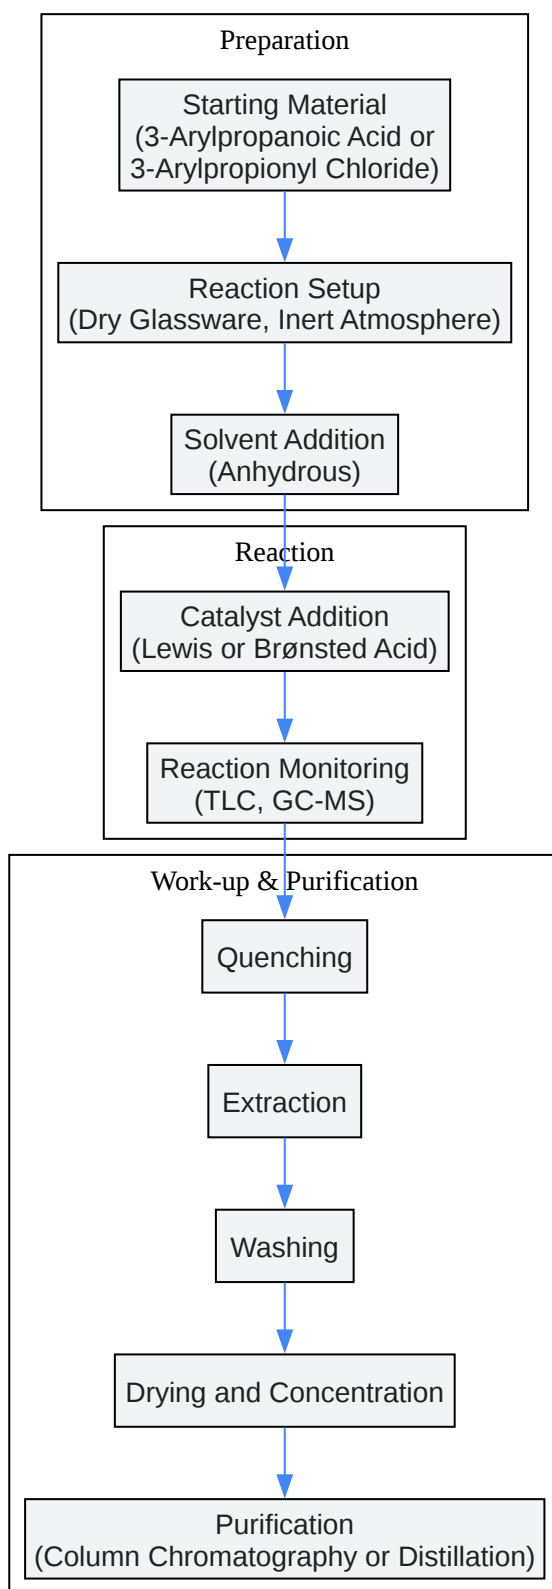 Preparation
Starting Material
(3-Arylpropanoic Acid or
3-Arylpropionyl Chloride)
Reaction Setup
(Dry Glassware, Inert Atmosphere)
Solvent Addition
(Anhydrous)
Reaction
Catalyst Addition
(Lewis or Brønsted Acid)
Reaction Monitoring
(TLC, GC-MS)
Work-up & Purification
Quenching
Extraction
Washing
Drying and Concentration
Purification
(Column Chromatography or Distillation)